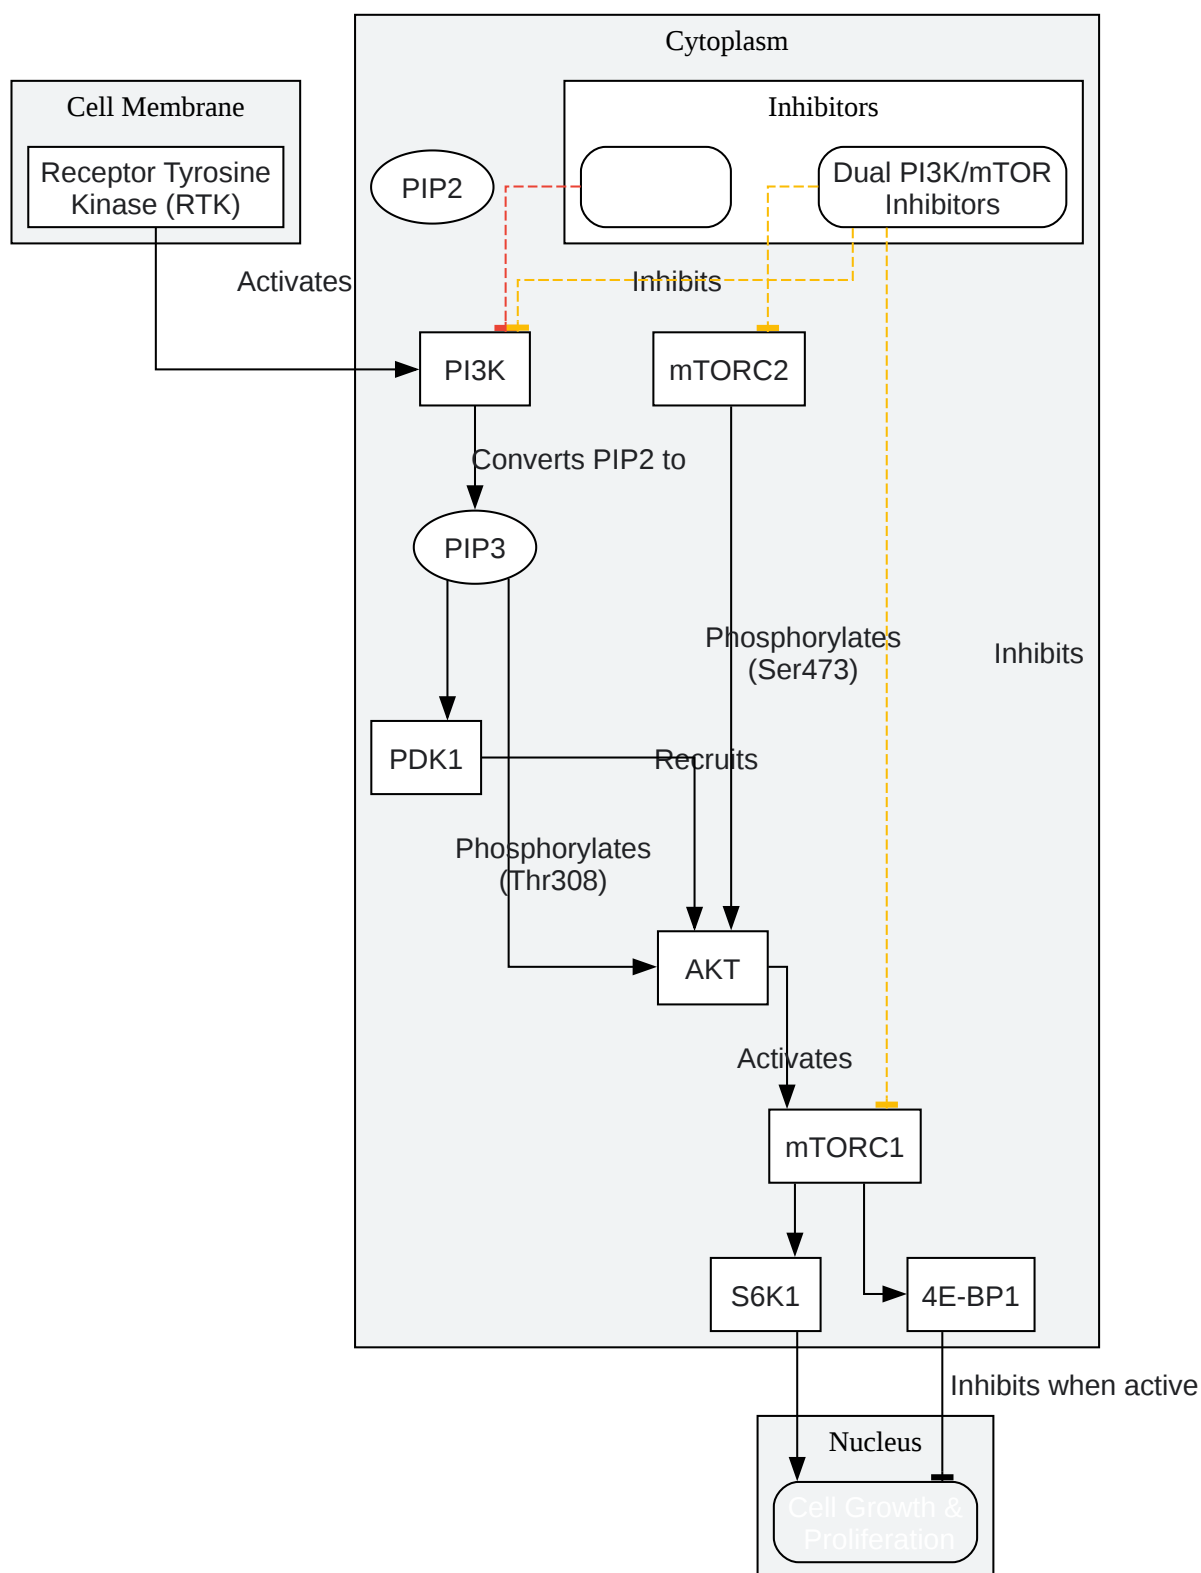 Cytoplasm
Cell Membrane
Inhibitors
Receptor Tyrosine
Kinase (RTK)
PIP2
Dual PI3K/mTOR
Inhibitors
Activates
Inhibits
PI3K
mTORC2
Converts PIP2 to
PIP3
Phosphorylates
(Ser473)
Inhibits
PDK1
Recruits
Phosphorylates
(Thr308)
AKT
Activates
mTORC1
S6K1
4E-BP1
Inhibits when active
Nucleus
Cell Growth &
Proliferation